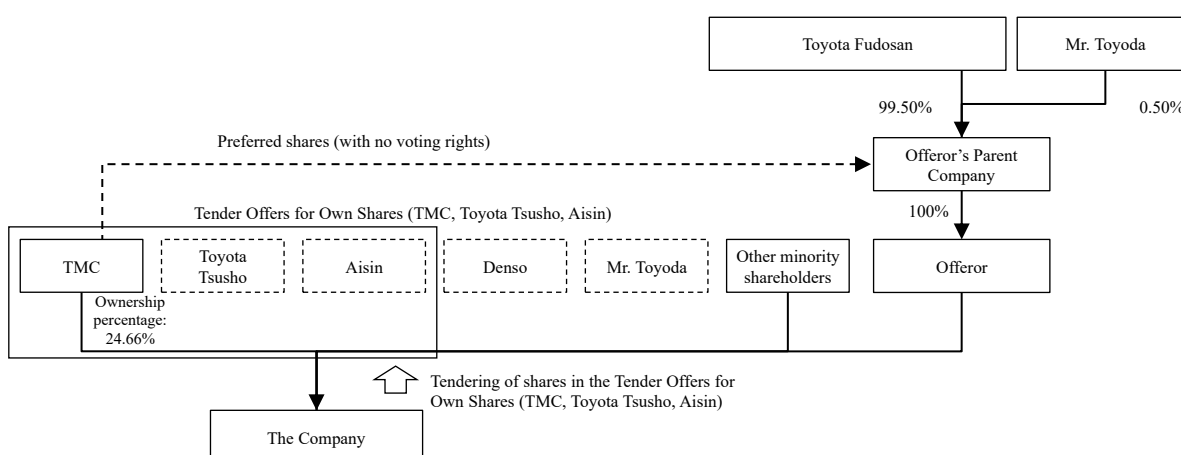 Toyota Fudosan
Mr. Toyoda
99.50%
0.50%
Preferred shares (with no voting rights)
Offeror’s Parent
Company
100%
Tender Offers for Own Shares (TMC, Toyota Tsusho, Aisin)
TMC
Toyota
Tsusho
Aisin
Denso
Mr. Toyoda
Other minority
shareholders
Offeror
Ownership
percentage:
24.66%
Tendering of shares in the Tender Offers for
Own Shares (TMC, Toyota Tsusho, Aisin)
The Company